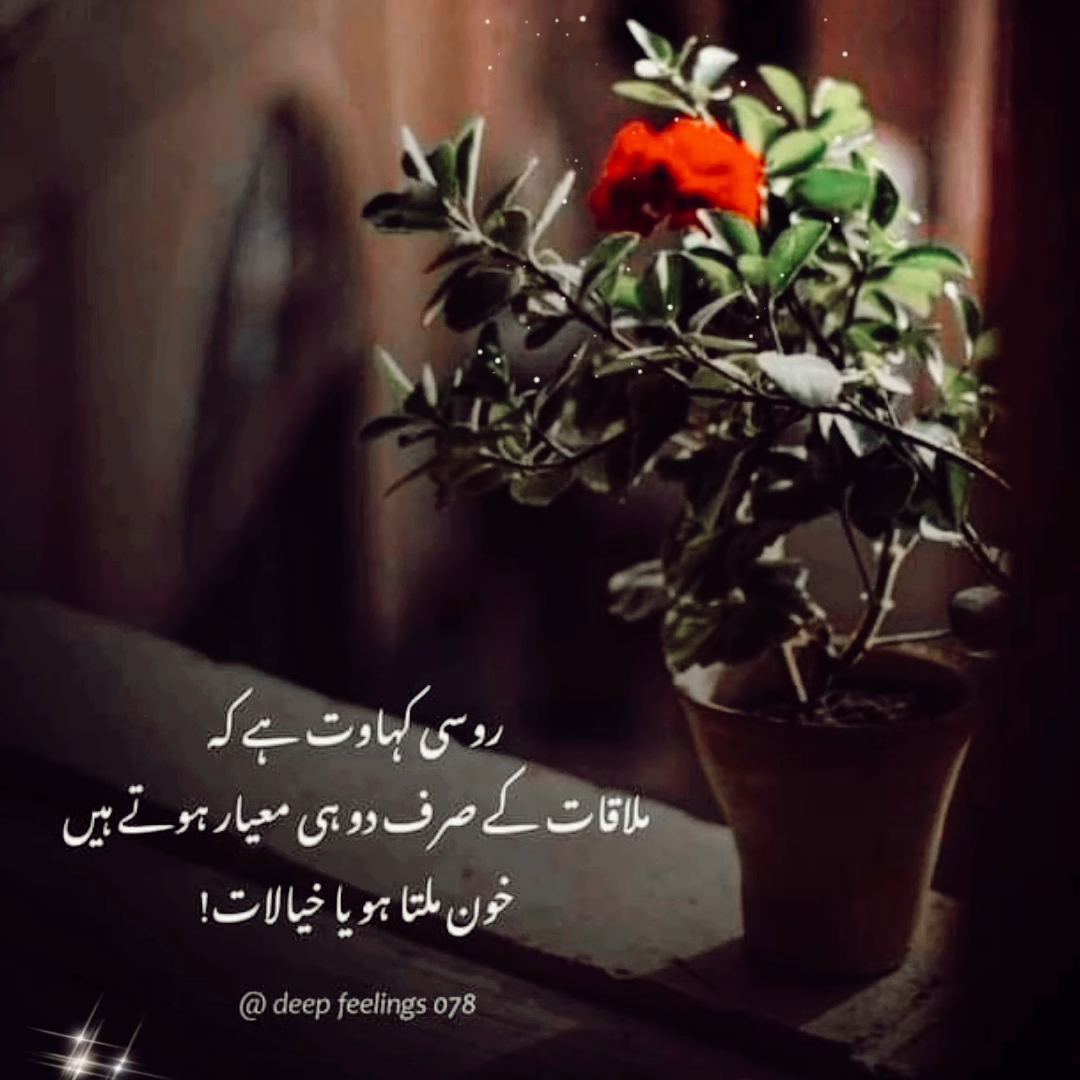 روسی کہاوت ہے کہ
ملاقات کے صرف دو ہی معیار ہوتے ہیں
خون ملتا ہو یا خیالات!
@ deep feelings 078